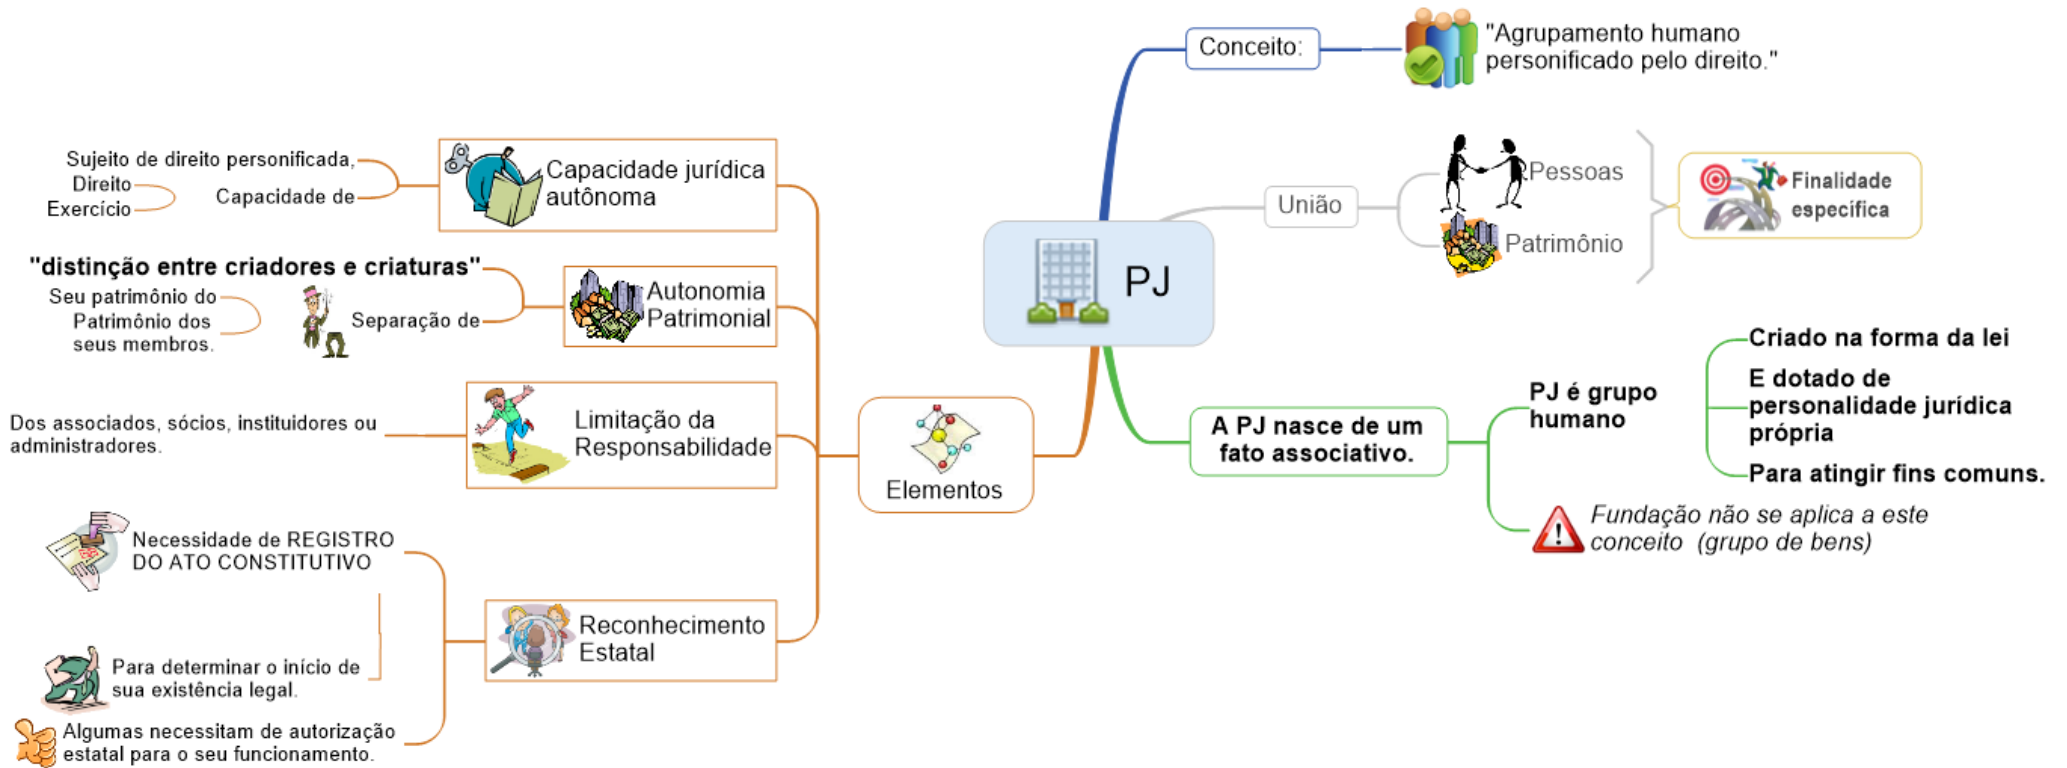 PJ
Conceito:
"Agrupamento humano
personificado pelo direito."
União
Pessoas
Patrimônio
Finalidade
específica
A PJ nasce de um
fato associativo.
PJ é grupo
humano
Criado na forma da lei
E dotado de
personalidade jurídica
própria
Para atingir fins comuns.
Fundação não se aplica a este
conceito  (grupo de bens)
Elementos
Capacidade jurídica
autônoma
Sujeito de direito personificada,
Capacidade de
Direito
Exercício
Autonomia
Patrimonial
"distinção entre criadores e criaturas"
Separação de
Seu patrimônio do
Patrimônio dos
seus membros.
Limitação da
Responsabilidade
Dos associados, sócios, instituidores ou
administradores.
Reconhecimento
Estatal
Necessidade de REGISTRO
DO ATO CONSTITUTIVO
Para determinar o início de
sua existência legal.
Algumas necessitam de autorização
estatal para o seu funcionamento.